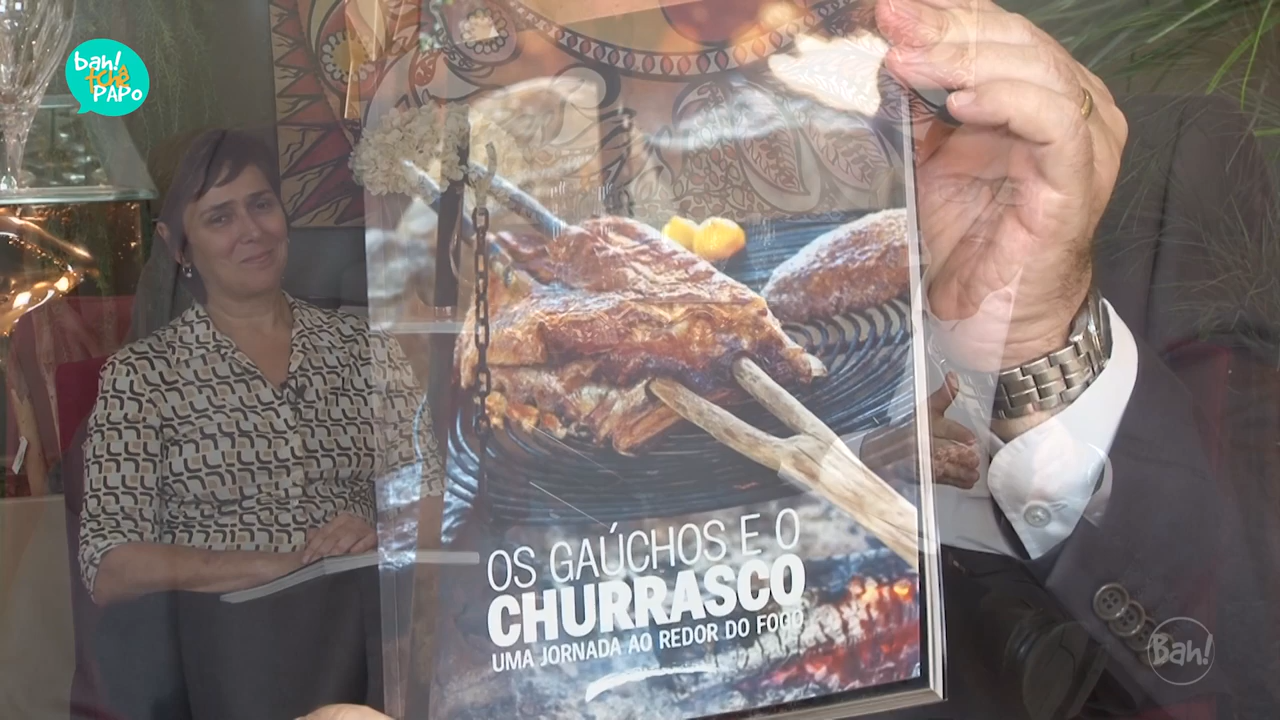 bah!
tchê
PAPO
OS GAÚCHOS E O
CHURRASCO
UMA JORNADA AO REDOR DO FOGO
Bah!